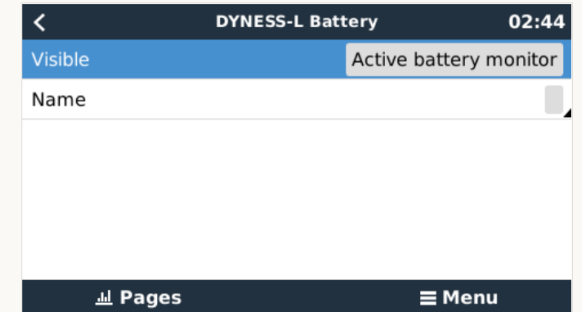 DYNESS-L Battery 02:44
Visible Active battery monitor
Name
Pages Menu